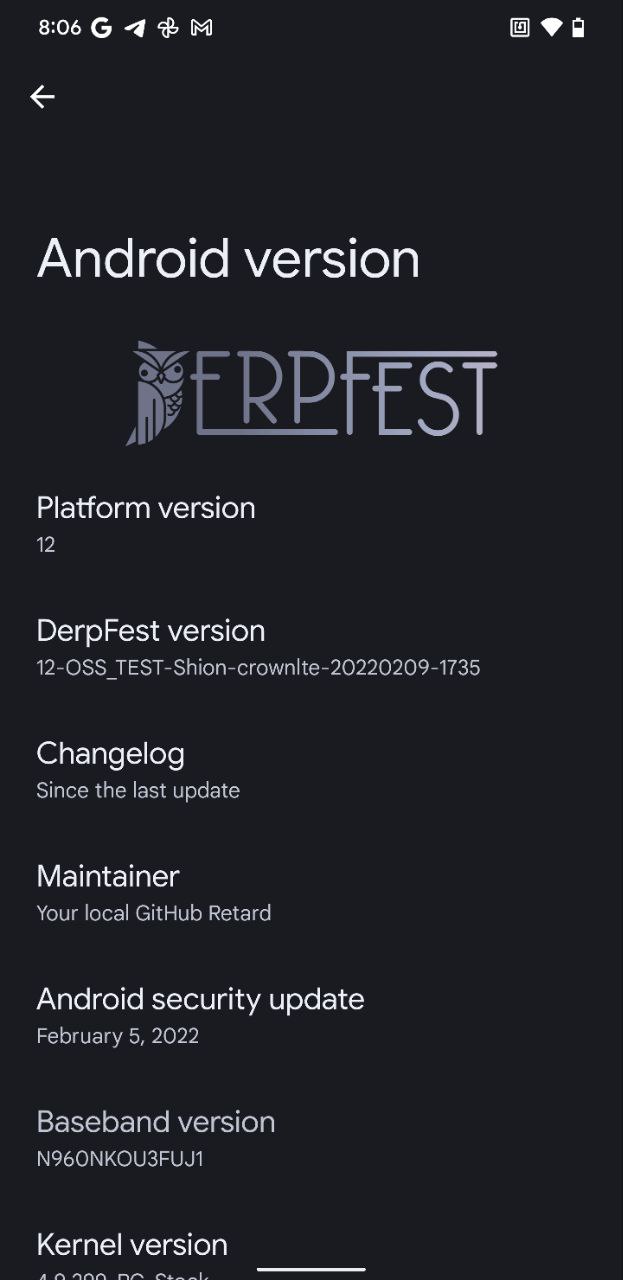 8:06
Android version
DERPFEST
Platform version
12
DerpFest version
12-OSS_TEST-Shion-crownlte-20220209-1735
Changelog
Since the last update
Maintainer
Your local GitHub Retard
Android security update
February 5, 2022
Baseband version
N960NKOU3FUJ1
Kernel version